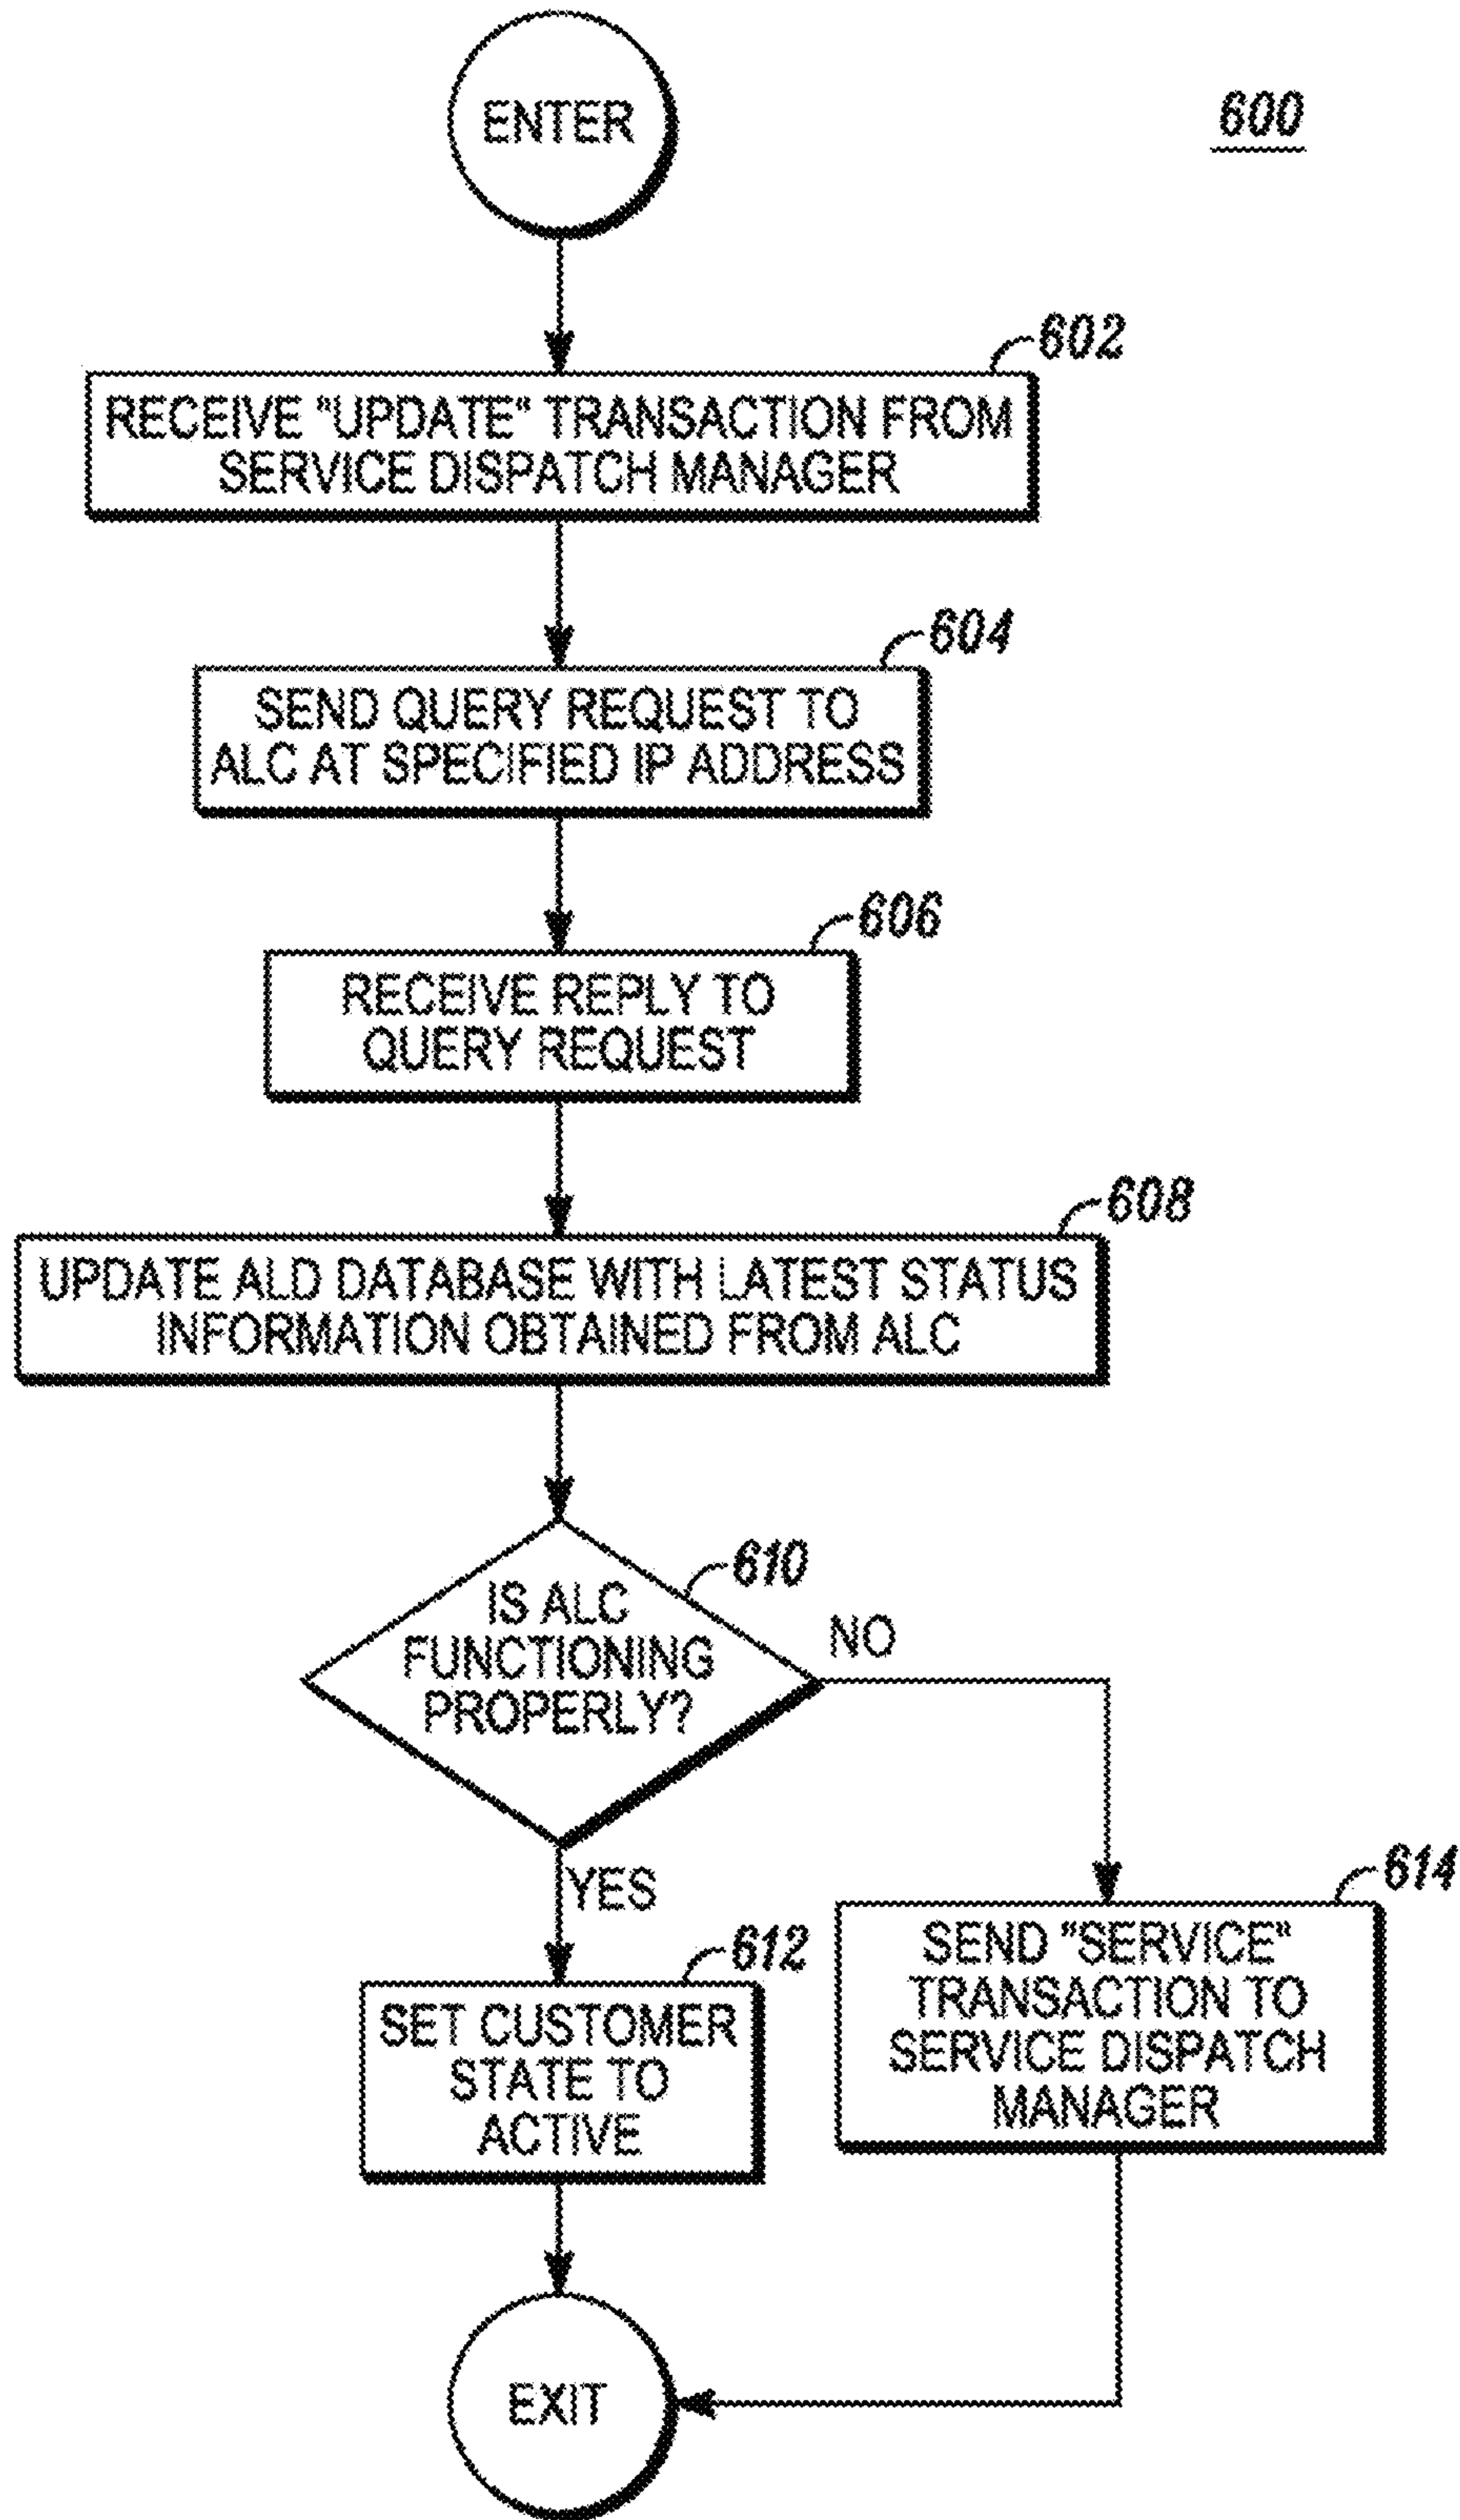 ENTER
600
602
RECEIVE "UPDATE" TRANSACTION FROM
SERVICE DISPATCH MANAGER
604
SEND QUERY REQUEST TO
ALC AT SPECIFIED IP ADDRESS
606
RECEIVE REPLY TO
QUERY REQUEST
608
UPDATE ALD DATABASE WITH LATEST STATUS
INFORMATION OBTAINED FROM ALC
610
IS ALC
FUNCTIONING
PROPERLY?
NO
YES
612
SET CUSTOMER
STATE TO
ACTIVE
614
SEND "SERVICE"
TRANSACTION TO
SERVICE DISPATCH
MANAGER
EXIT